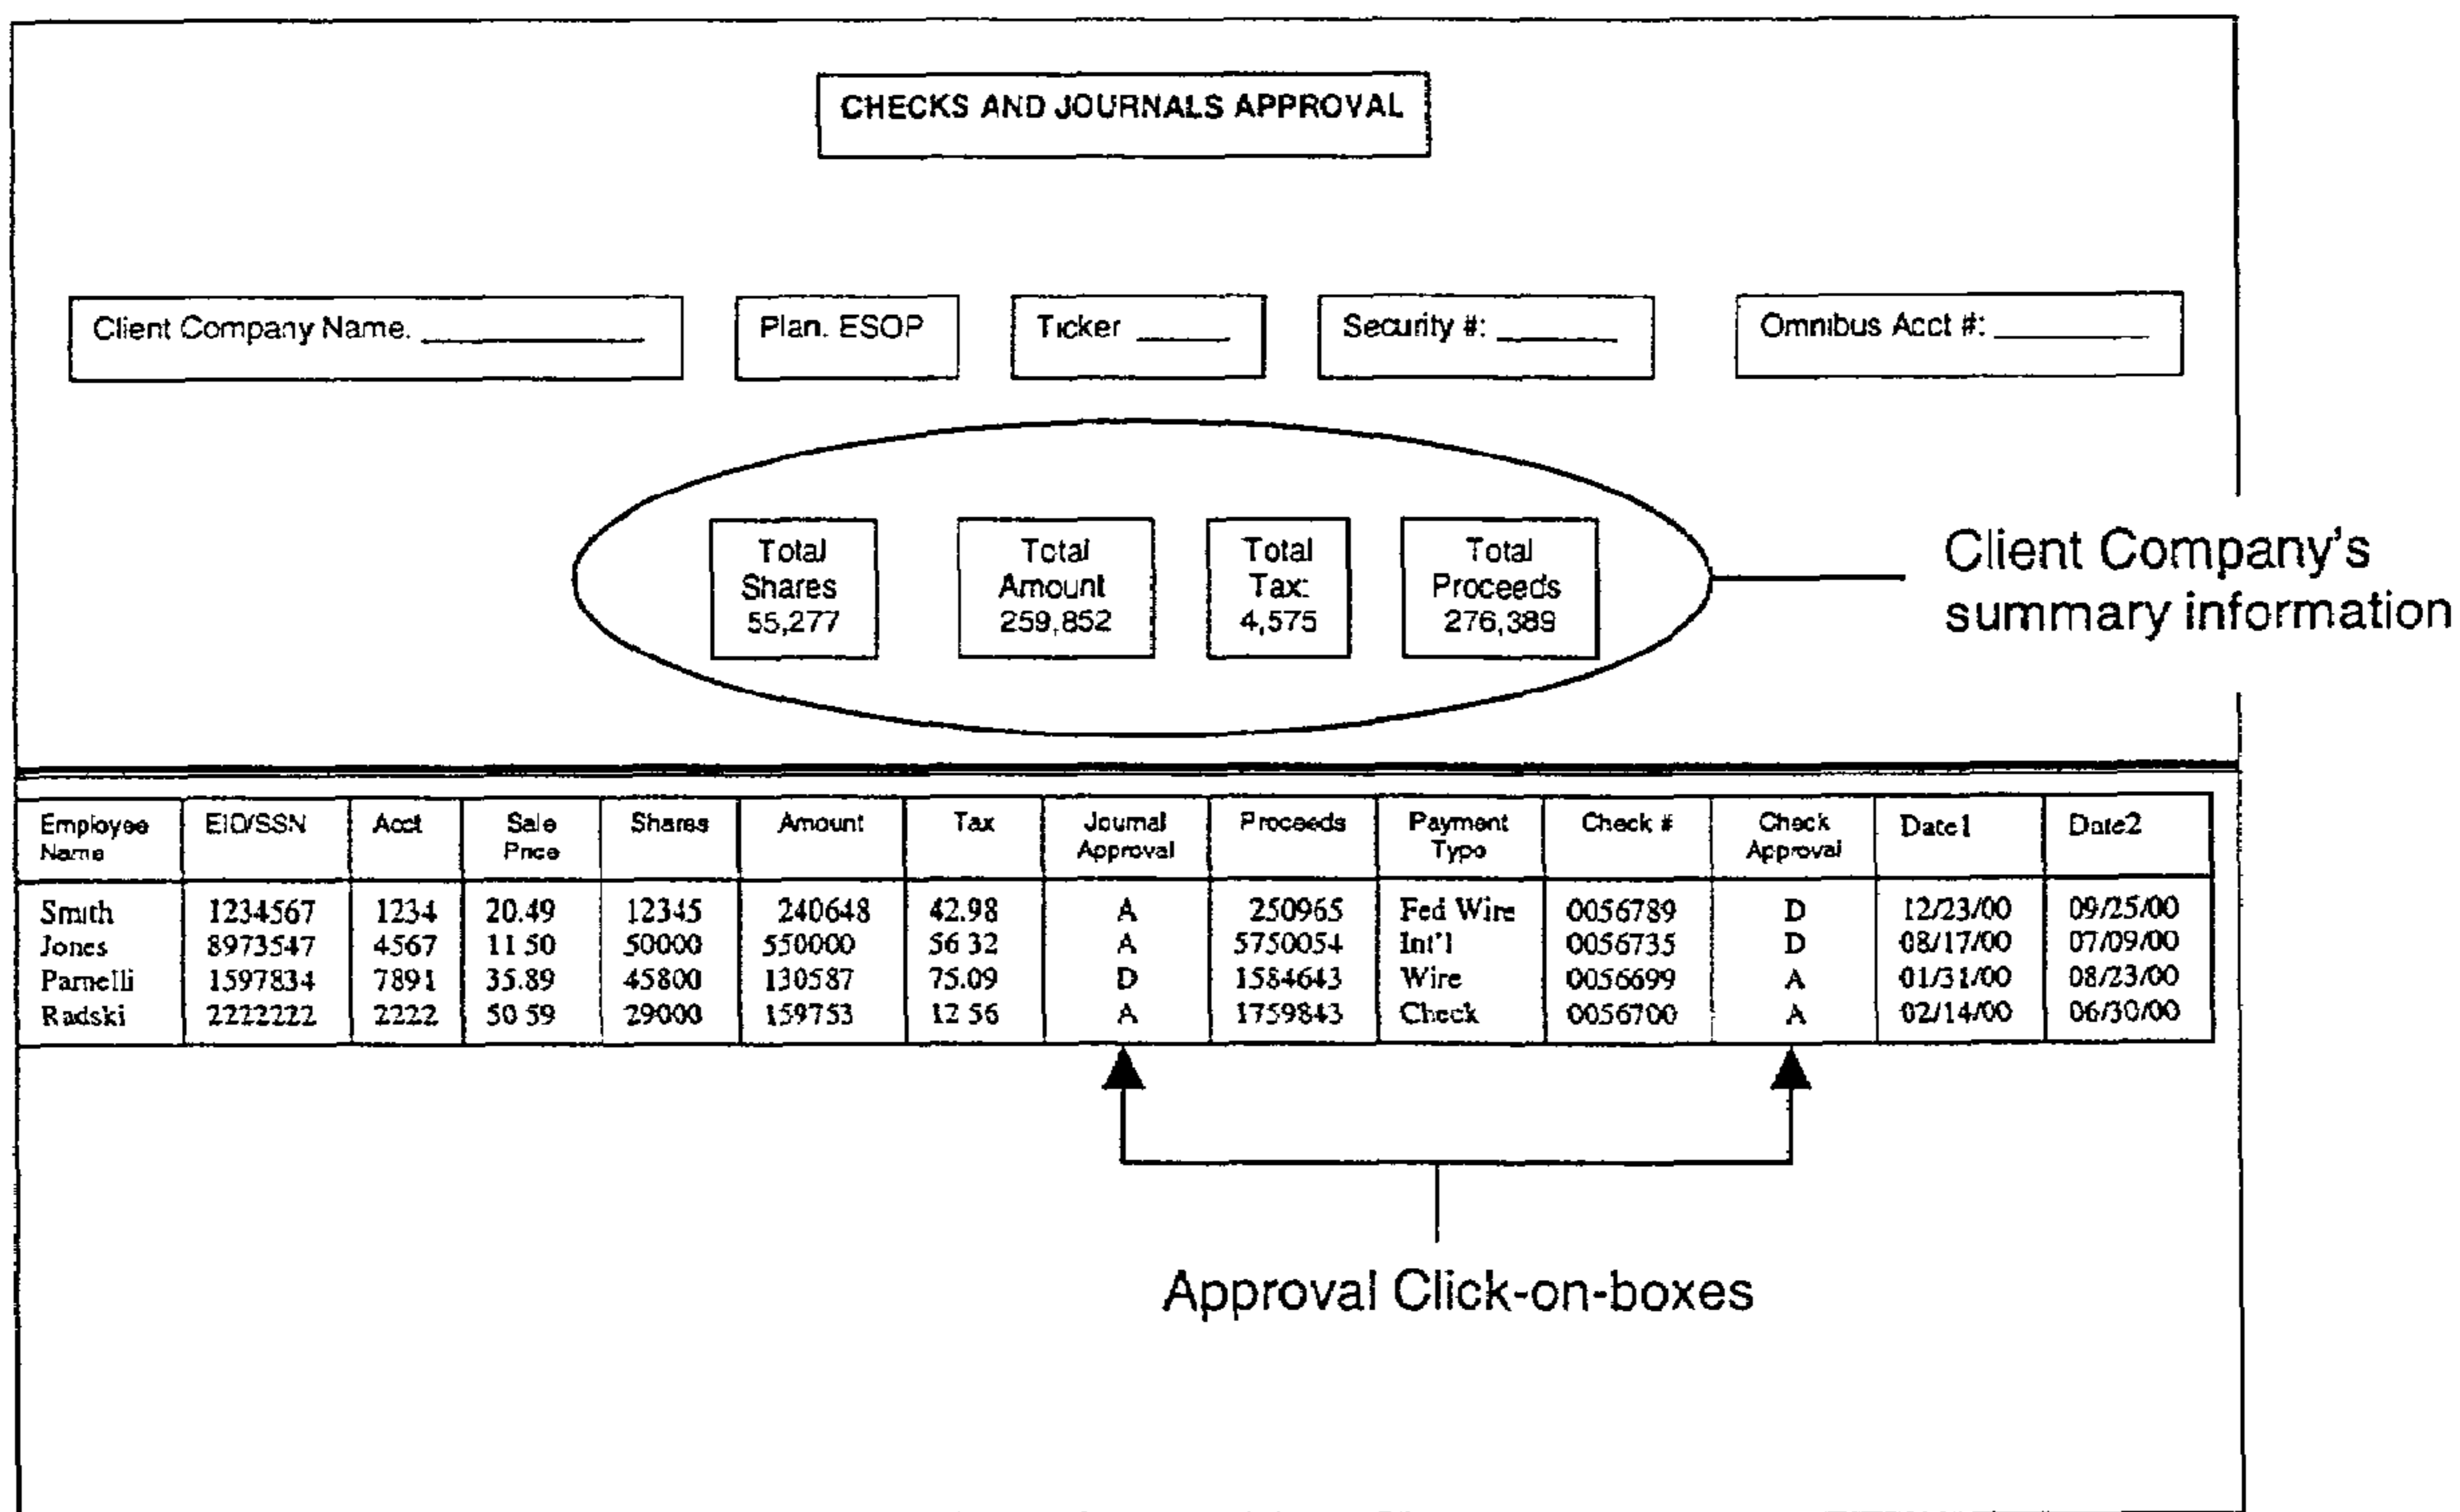 CHECKS AND JOURNALS APPROVAL
Client Company Name. ________ Plan. ESOP Ticker ____ Security #: ____ Omnibus Acct #: ______
Total Total Total Total
Shares Amount Tax: Proceeds
55,277 259,852 4,575 276,389
Client Company's
summary information
Employee EID/SSN Acct Sale Shares Amount Tax Journal Proceeds Payment Check # Check Date1 Date2
Name Price Approval Type Approval
Smith 1234567 1234 20.49 12345 240648 42.98 A 250965 Fed Wire 0056789 D 12/23/00 09/25/00
Jones 8973547 4567 11 50 50000 550000 56 32 A 5750054 Int'l 0056735 D 08/17/00 07/09/00
Parnelli 1597834 7891 35.89 45800 130587 75.09 D 1584643 Wire 0056699 A 01/31/00 08/23/00
Radski 2222222 2222 50 59 29000 159753 12 56 A 1759843 Check 0056700 A 02/14/00 06/30/00
Approval Click-on-boxes